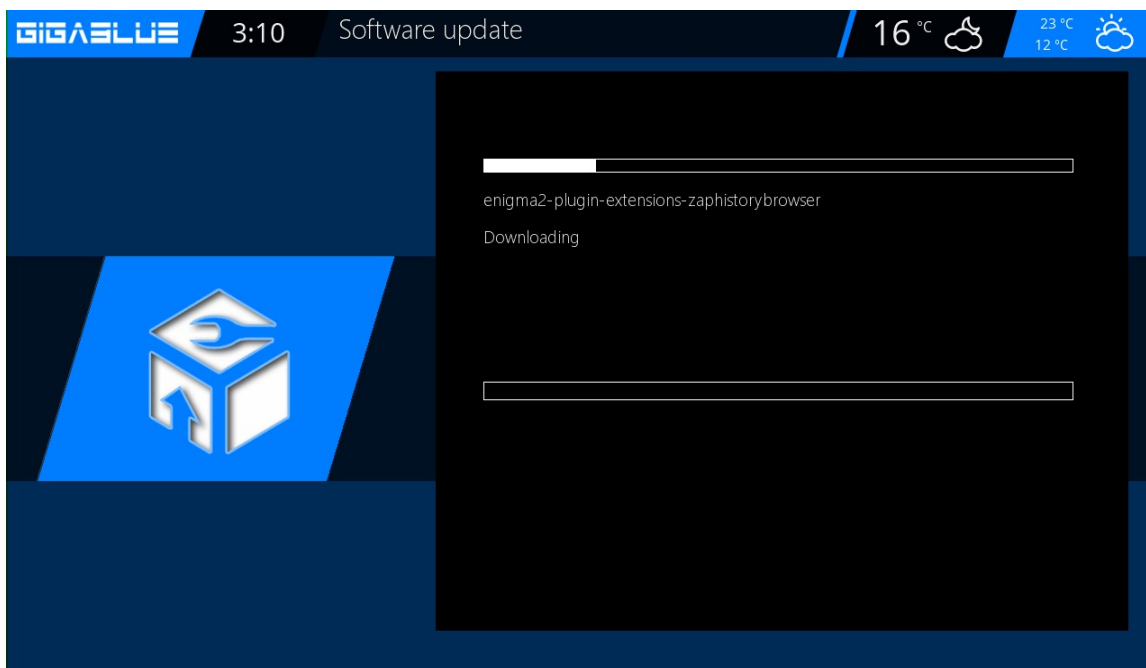 GIGABLUE
3:10
Software update
16 °C
23 °C
12 °C
enigma2-plugin-extensions-zaphistorybrowser
Downloading